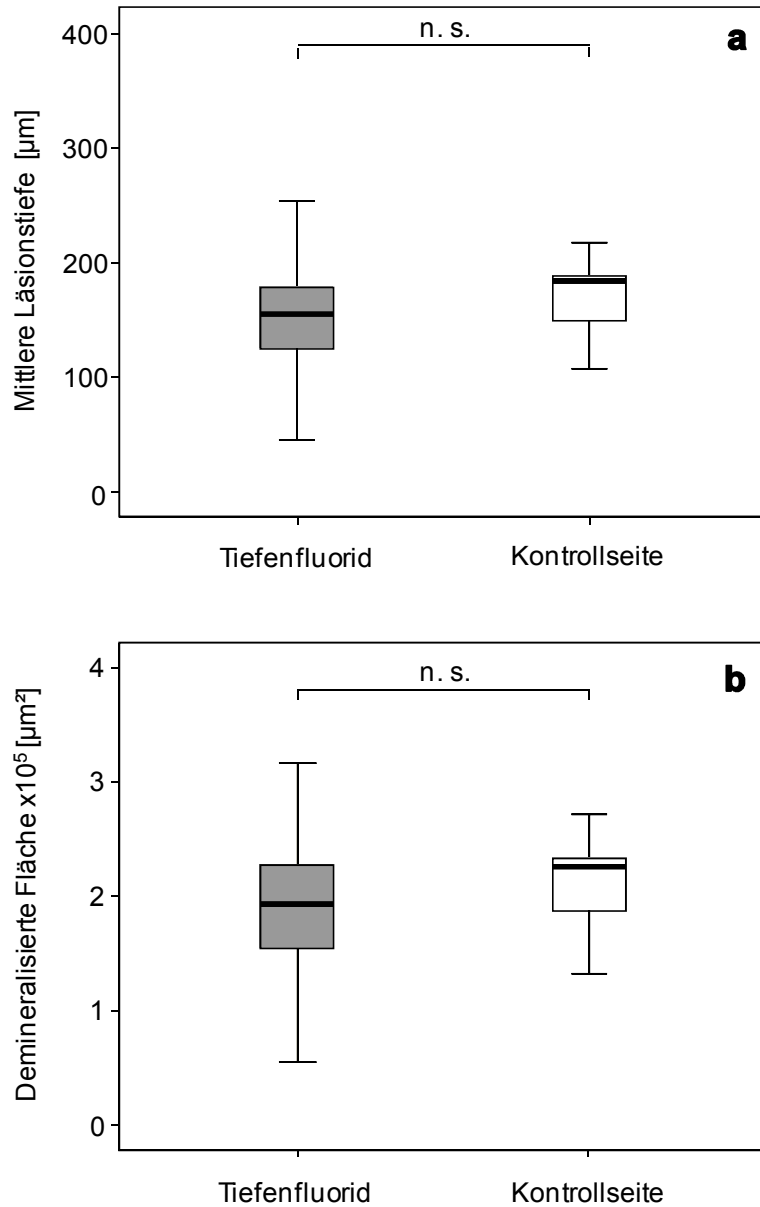 n. s.
a
400
300
200
100
0
Mittlere Läsionstiefe [µm]
Tiefenfluorid
Kontrollseite
n. s.
b
4
3
2
1
0
Demineralisierte Fläche x10⁵ [µm²]
Tiefenfluorid
Kontrollseite